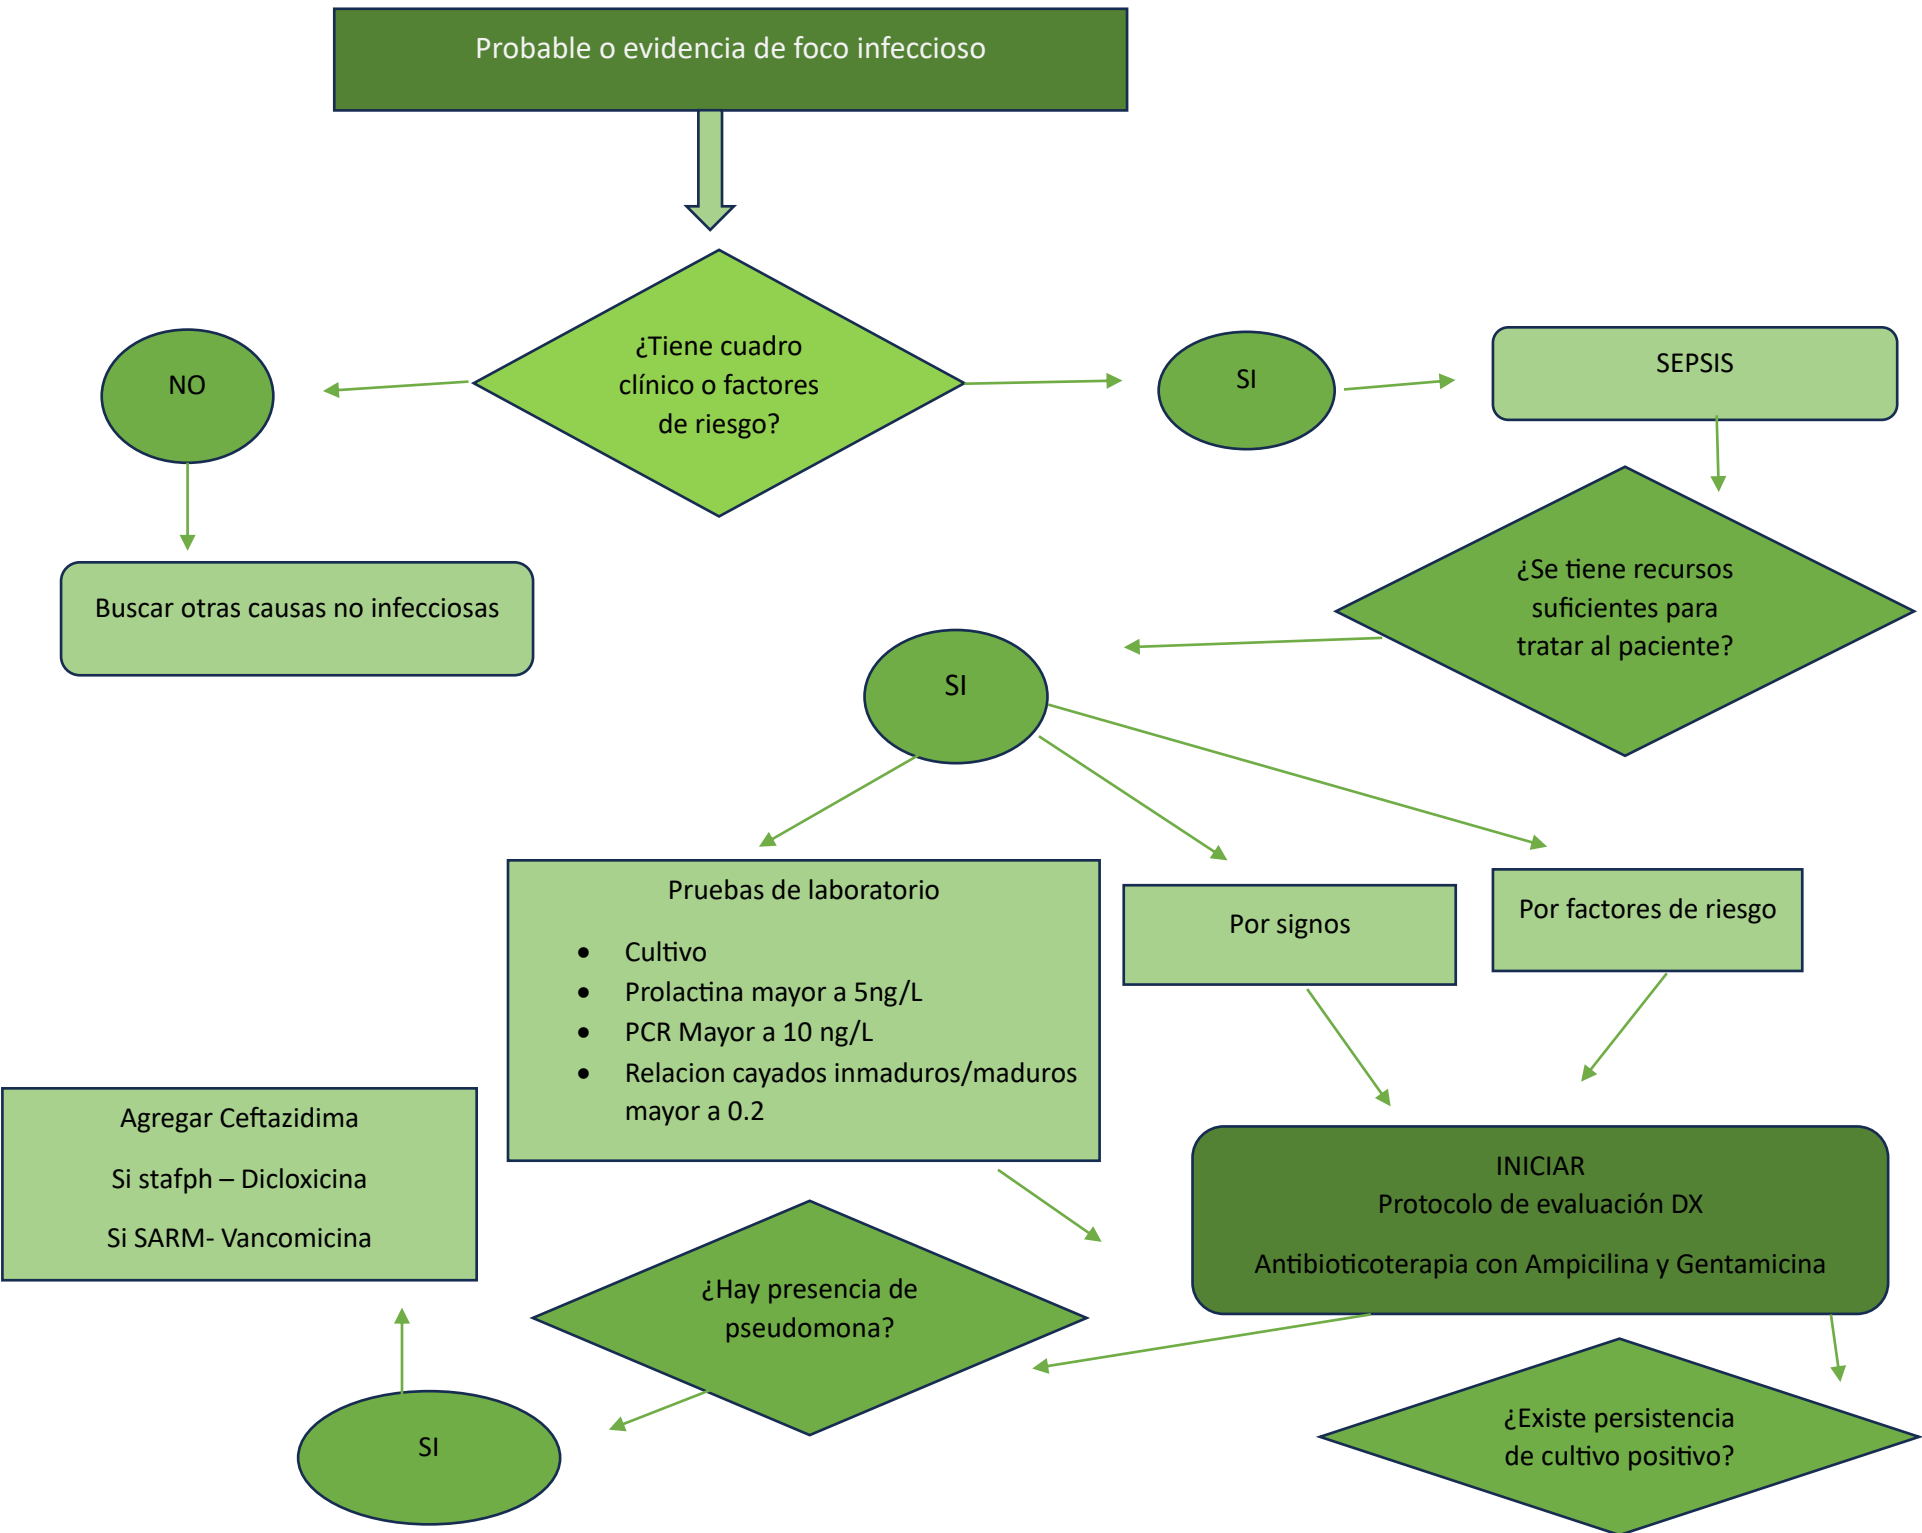 Probable o evidencia de foco infeccioso
¿Tiene cuadro
clínico o factores
de riesgo?
NO
SI
SEPSIS
Buscar otras causas no infecciosas
¿Se tiene recursos
suficientes para
tratar al paciente?
SI
Pruebas de laboratorio
• Cultivo
• Prolactina mayor a 5ng/L
• PCR Mayor a 10 ng/L
• Relacion cayados inmaduros/maduros
mayor a 0.2
Por signos
Por factores de riesgo
Agregar Ceftazidima
Si stafph – Dicloxicina
Si SARM- Vancomicina
INICIAR
Protocolo de evaluación DX
Antibioticoterapia con Ampicilina y Gentamicina
¿Hay presencia de
pseudomona?
SI
¿Existe persistencia
de cultivo positivo?